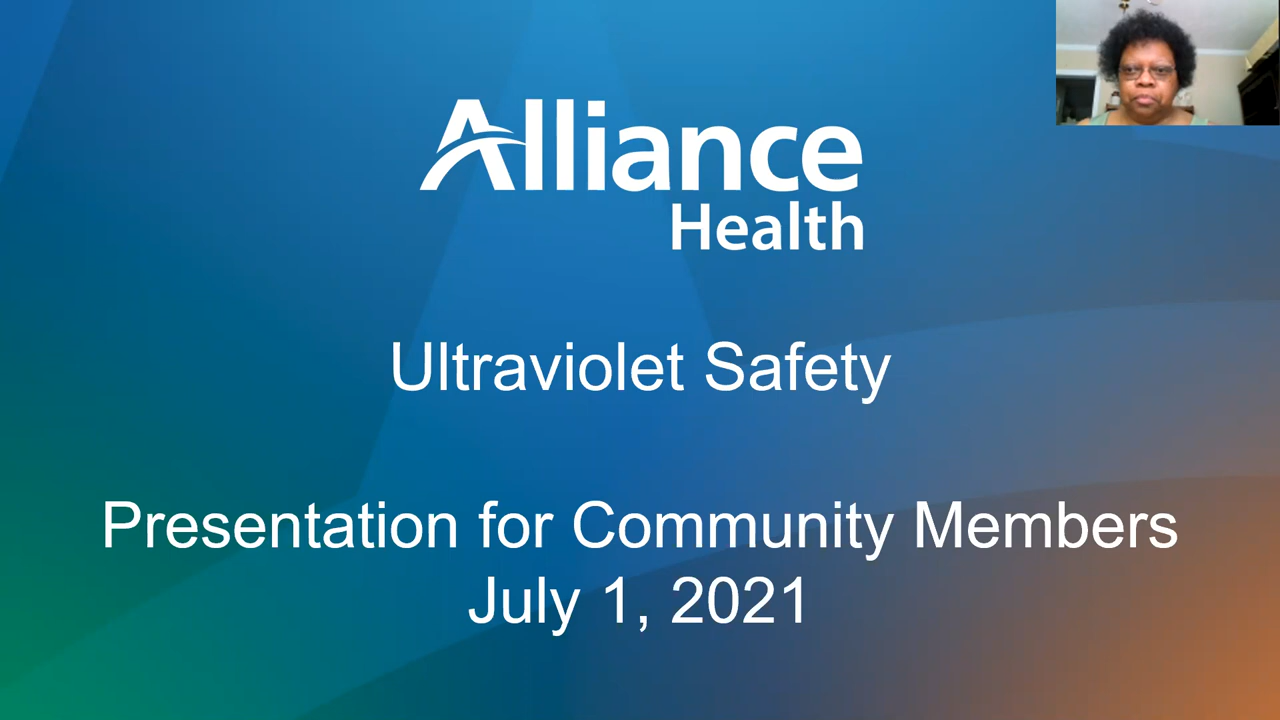 Alliance
Health
Ultraviolet Safety
Presentation for Community Members
July 1, 2021